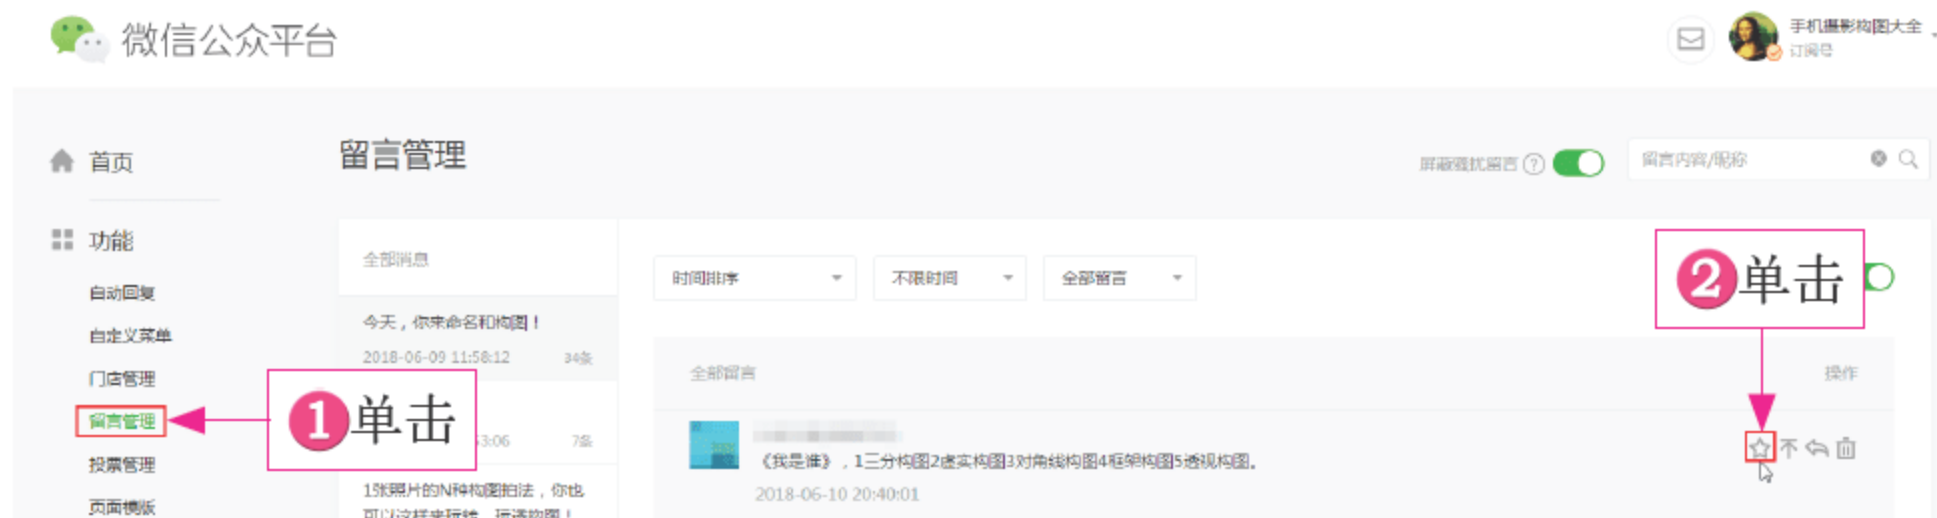 微信公众平台
手机摄影构图大全
订阅号
首页
功能
自动回复
自定义菜单
门店管理
留言管理
投票管理
页面模版
留言管理
屏蔽骚扰留言 ?
留言内容/昵称
全部消息
今天，你来命名和构图！
2018-06-09 11:58:12 34条
1 单击
53:06 7条
1张照片的N种构图拍法，你也
可以这样来玩转、玩透构图！
时间排序
不限时间
全部留言
2 单击
全部留言
操作
《我是谁》，1三分构图2虚实构图3对角线构图4框架构图5透视构图。
2018-06-10 20:40:01